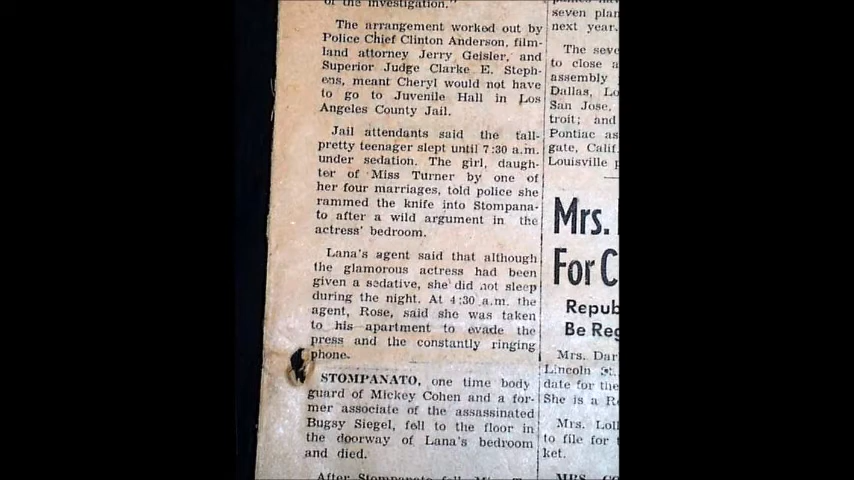 of the investigation."
The arrangement worked out by
Police Chief Clinton Anderson, film-
land attorney Jerry Geisler, and
Superior Judge Clarke E. Steph-
ens, meant Cheryl would not have
to go to Juvenile Hall in Los
Angeles County Jail.
Jail attendants said the tall-
pretty teenager slept until 7:30 a.m.
under sedation. The girl, daugh-
ter of Miss Turner by one of
her four marriages, told police she
rammed the knife into Stompana-
to after a wild argument in the
actress' bedroom.
Lana's agent said that although
the glamorous actress had been
given a sedative, she did not sleep
during the night. At 4:30 a.m. the
agent, Rose, said she was taken
to his apartment to evade the
press and the constantly ringing
phone.
STOMPANATO, one time body
guard of Mickey Cohen and a for-
mer associate of the assassinated
Bugsy Siegel, fell to the floor in
the doorway of Lana's bedroom
and died.
After Stompanato fell
seven plan
next year.
The seve
to close a
assembly
Dallas, Lo
San Jose,
troit; and
Pontiac as
gate, Calif.
Louisville p
Mrs.
For C
Repub
Be Reg
Mrs. Dar
Lincoln St.
date for the
She is a Re
Mrs. Loll
to file for t
ket.
MRS. CO